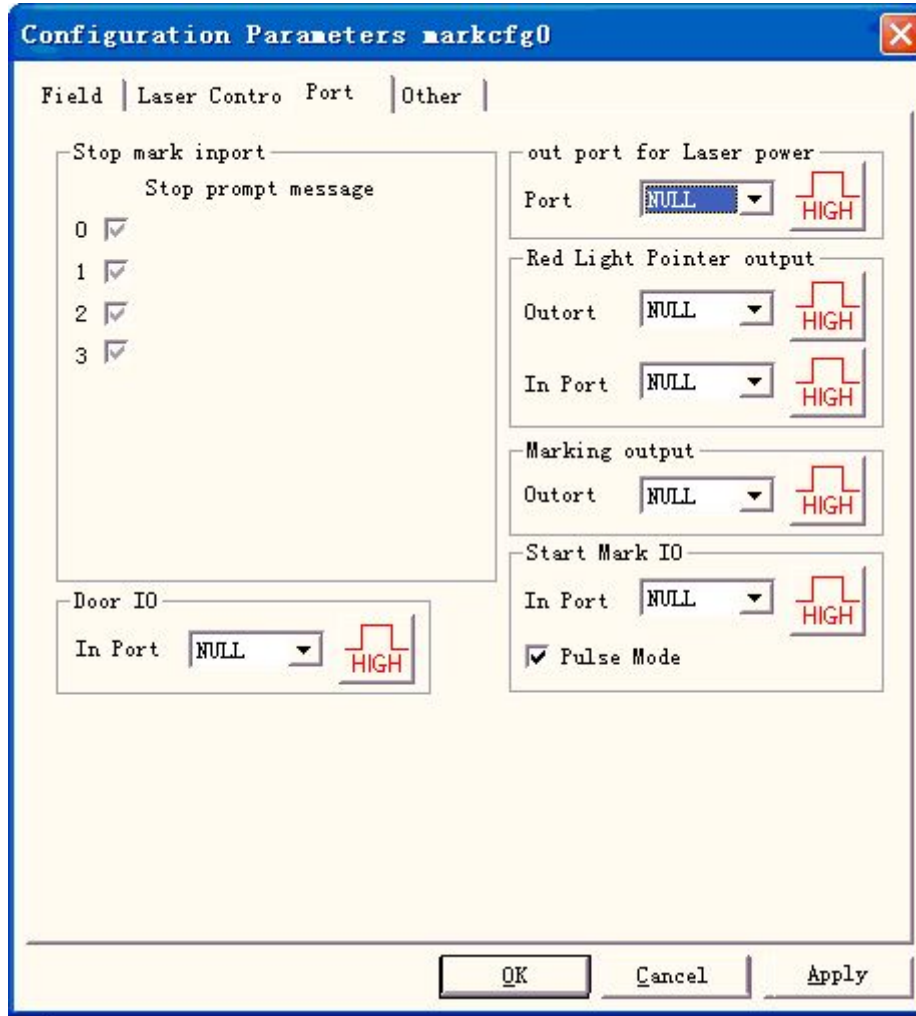 Configuration Parameters markcfg0
Field
Laser Contro
Port
Other
Stop mark inport
Stop prompt message
0
1
2
3
Door IO
In Port NULL HIGH
out port for Laser power
Port NULL HIGH
Red Light Pointer output
Outort NULL HIGH
In Port NULL HIGH
Marking output
Outort NULL HIGH
Start Mark IO
In Port NULL HIGH
Pulse Mode
OK
Cancel
Apply